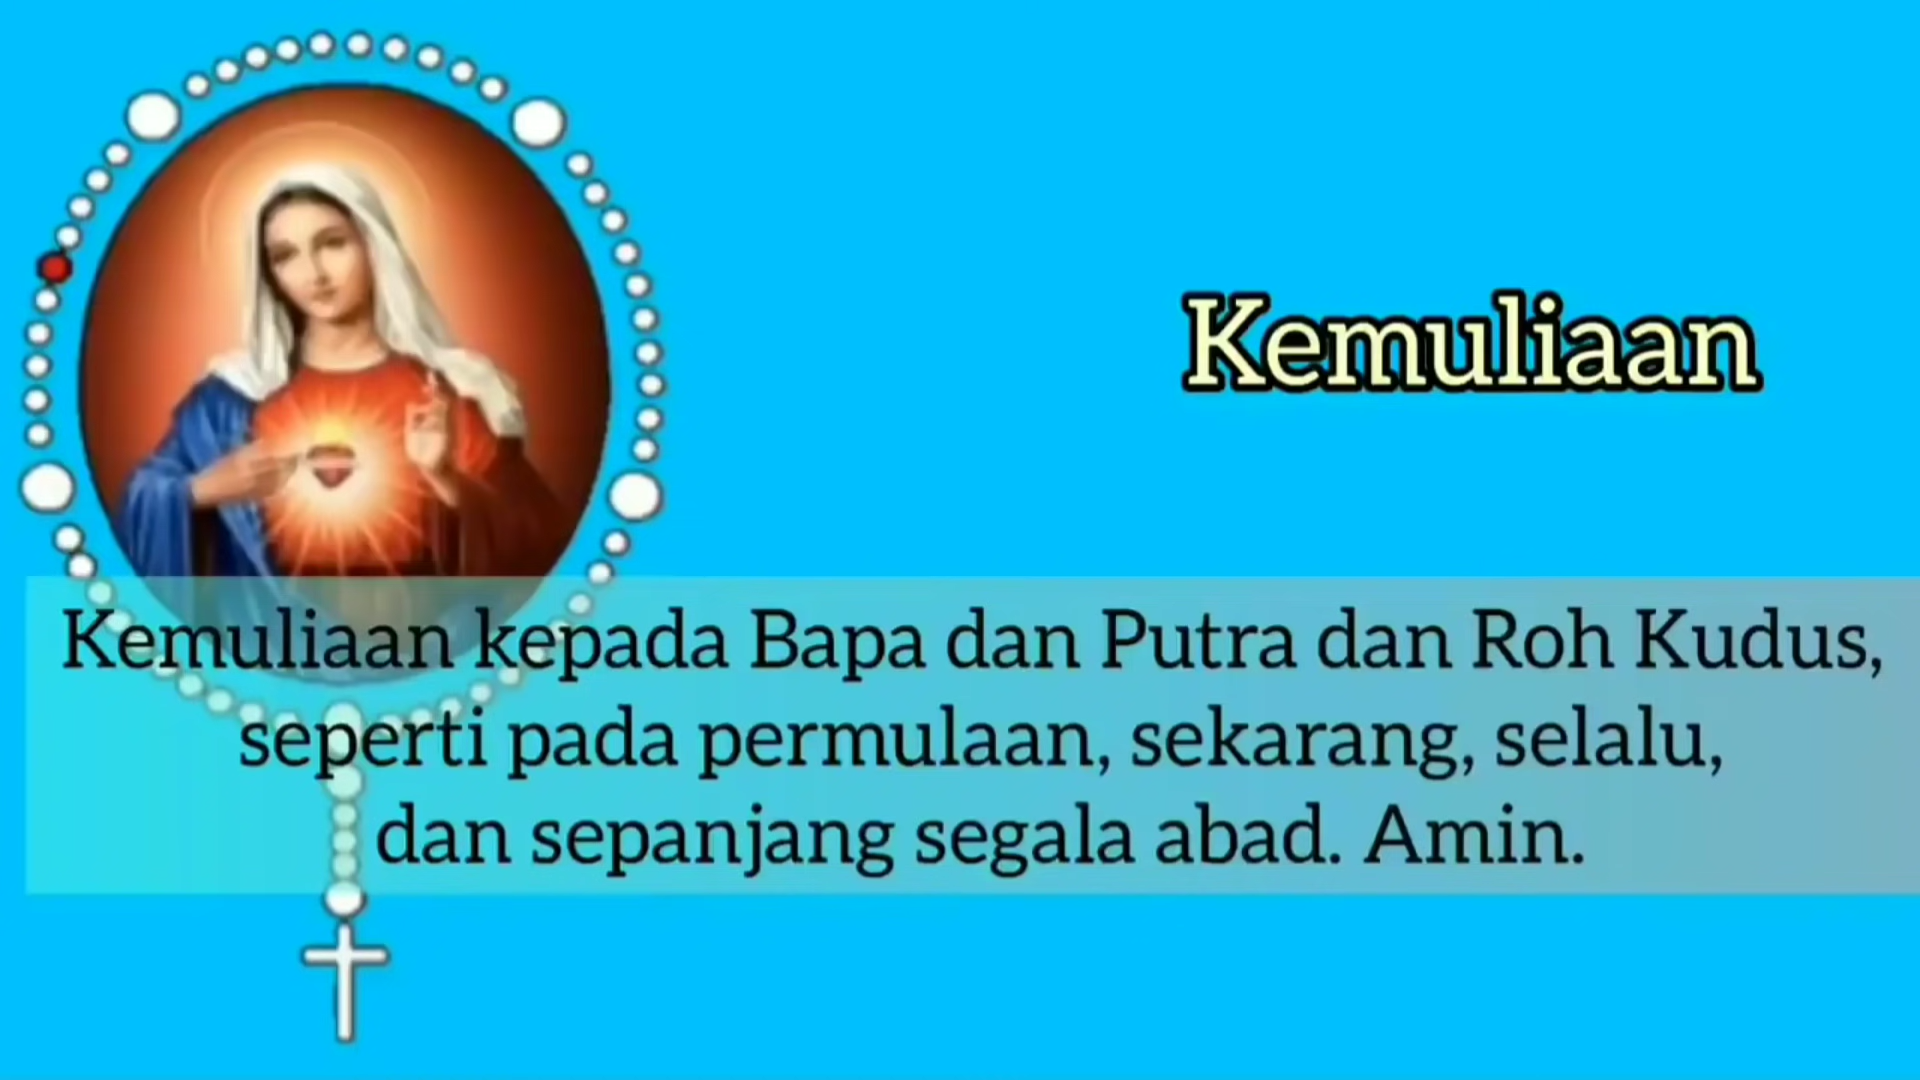 Kemuliaan
Kemuliaan kepada Bapa dan Putra dan Roh Kudus,
seperti pada permulaan, sekarang, selalu,
dan sepanjang segala abad. Amin.